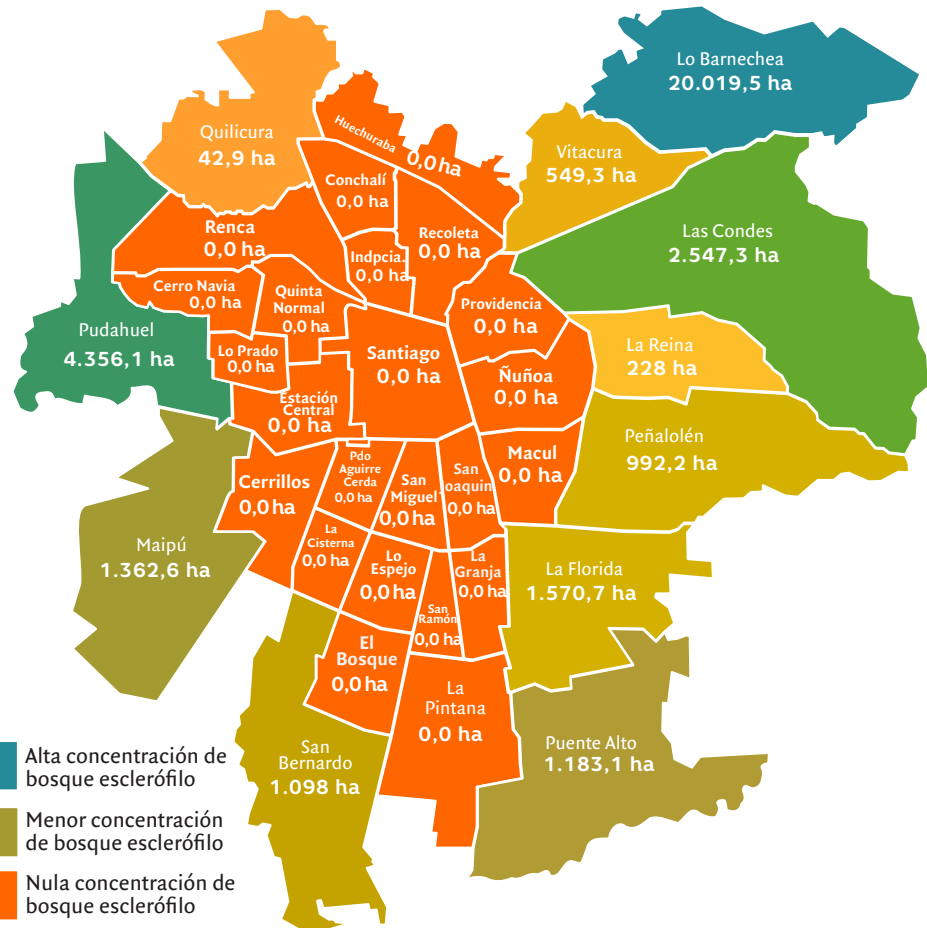 Lo Barnechea
20.019,5 ha
Quilicura
42,9 ha
Huechuraba
0,0 ha
Vitacura
549,3 ha
Conchalí
0,0 ha
Renca
0,0 ha
Recoleta
0,0 ha
Las Condes
2.547,3 ha
Indpcia.
0,0 ha
Cerro Navia
0,0 ha
Quinta
Normal
0,0 ha
Providencia
0,0 ha
Pudahuel
4.356,1 ha
Lo Prado
0,0 ha
Santiago
0,0 ha
La Reina
228 ha
Ñuñoa
0,0 ha
Estación
Central
0,0 ha
Peñalolén
992,2 ha
Macul
0,0 ha
Cerrillos
0,0 ha
Pdo
Aguirre
Cerda
0,0 ha
San
Miguel
0,0 ha
San
oaquin
0,0 ha
Maipú
1.362,6 ha
La
Cisterna
0,0 ha
Lo
Espejo
0,0 ha
La
Granja
0,0 ha
La Florida
1.570,7 ha
San
Ramón
0,0 ha
El
Bosque
0,0 ha
La
Pintana
0,0 ha
San
Bernardo
1.098 ha
Puente Alto
1.183,1 ha
Alta concentración de
bosque esclerófilo
Menor concentración
de bosque esclerófilo
Nula concentración de
bosque esclerófilo